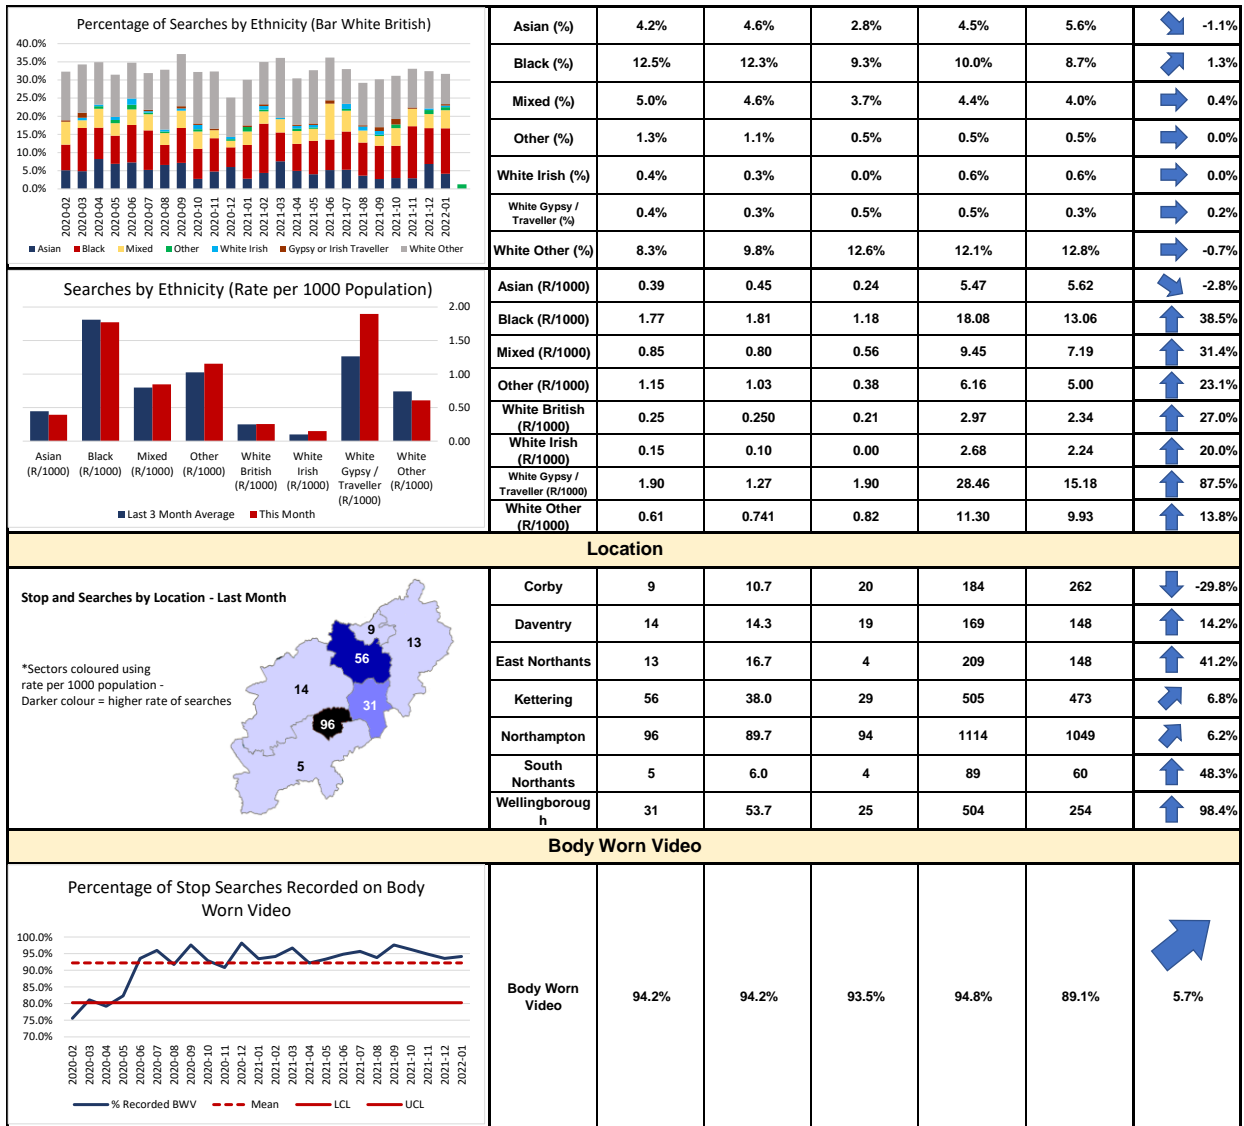 Percentage of Searches by Ethnicity (Bar White British)
40.0%
35.0%
30.0%
25.0%
20.0%
15.0%
10.0%
5.0%
0.0%
2020-02 2020-03 2020-04 2020-05 2020-06 2020-07 2020-08 2020-09 2020-10 2020-11 2020-12 2021-01 2021-02 2021-03 2021-04 2021-05 2021-06 2021-07 2021-08 2021-09 2021-10 2021-11 2021-12 2022-01
Asian Black Mixed Other White Irish Gypsy or Irish Traveller White Other
Asian (%) 4.2% 4.6% 2.8% 4.5% 5.6% -1.1%
Black (%) 12.5% 12.3% 9.3% 10.0% 8.7% 1.3%
Mixed (%) 5.0% 4.6% 3.7% 4.4% 4.0% 0.4%
Other (%) 1.3% 1.1% 0.5% 0.5% 0.5% 0.0%
White Irish (%) 0.4% 0.3% 0.0% 0.6% 0.6% 0.0%
White Gypsy /
Traveller (%) 0.4% 0.3% 0.5% 0.5% 0.3% 0.2%
White Other (%) 8.3% 9.8% 12.6% 12.1% 12.8% -0.7%
Searches by Ethnicity (Rate per 1000 Population)
2.00
1.50
1.00
0.50
0.00
Asian Black Mixed Other White White White White
(R/1000) (R/1000) (R/1000) (R/1000) British Irish Gypsy / Other
(R/1000) (R/1000) Traveller (R/1000)
(R/1000)
Last 3 Month Average This Month
Asian (R/1000) 0.39 0.45 0.24 5.47 5.62 -2.8%
Black (R/1000) 1.77 1.81 1.18 18.08 13.06 38.5%
Mixed (R/1000) 0.85 0.80 0.56 9.45 7.19 31.4%
Other (R/1000) 1.15 1.03 0.38 6.16 5.00 23.1%
White British
(R/1000) 0.25 0.250 0.21 2.97 2.34 27.0%
White Irish
(R/1000) 0.15 0.10 0.00 2.68 2.24 20.0%
White Gypsy /
Traveller (R/1000) 1.90 1.27 1.90 28.46 15.18 87.5%
White Other
(R/1000) 0.61 0.741 0.82 11.30 9.93 13.8%
Location
Stop and Searches by Location - Last Month
*Sectors coloured using
rate per 1000 population -
Darker colour = higher rate of searches
9
13
56
14
31
96
5
Corby 9 10.7 20 184 262 -29.8%
Daventry 14 14.3 19 169 148 14.2%
East Northants 13 16.7 4 209 148 41.2%
Kettering 56 38.0 29 505 473 6.8%
Northampton 96 89.7 94 1114 1049 6.2%
South
Northants 5 6.0 4 89 60 48.3%
Wellingboroug
h 31 53.7 25 504 254 98.4%
Body Worn Video
Percentage of Stop Searches Recorded on Body
Worn Video
100.0%
95.0%
90.0%
85.0%
80.0%
75.0%
70.0%
2020-02 2020-03 2020-04 2020-05 2020-06 2020-07 2020-08 2020-09 2020-10 2020-11 2020-12 2021-01 2021-02 2021-03 2021-04 2021-05 2021-06 2021-07 2021-08 2021-09 2021-10 2021-11 2021-12 2022-01
% Recorded BWV Mean LCL UCL
Body Worn
Video 94.2% 94.2% 93.5% 94.8% 89.1% 5.7%